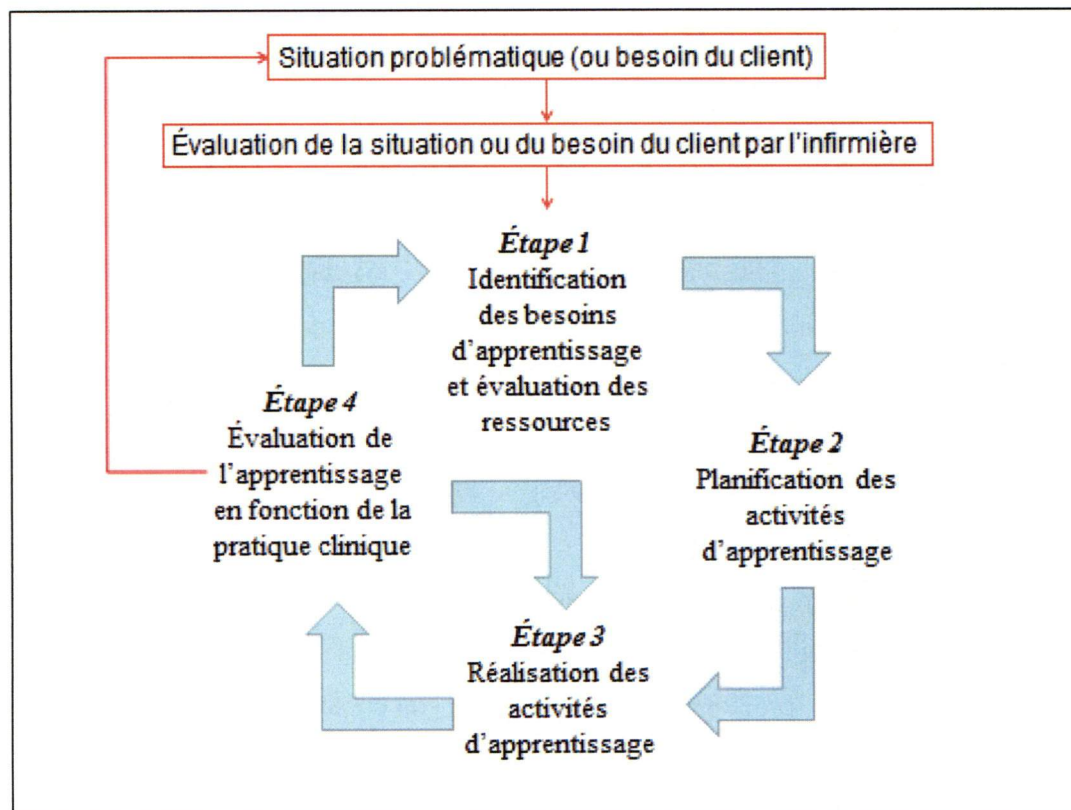 Situation problématique (ou besoin du client)
Évaluation de la situation ou du besoin du client par l'infirmière
Étape 1
Identification
des besoins
d'apprentissage
et évaluation des
ressources
Étape 2
Planification des
activités
d'apprentissage
Étape 3
Réalisation des
activités
d'apprentissage
Étape 4
Évaluation de
l'apprentissage
en fonction de la
pratique clinique